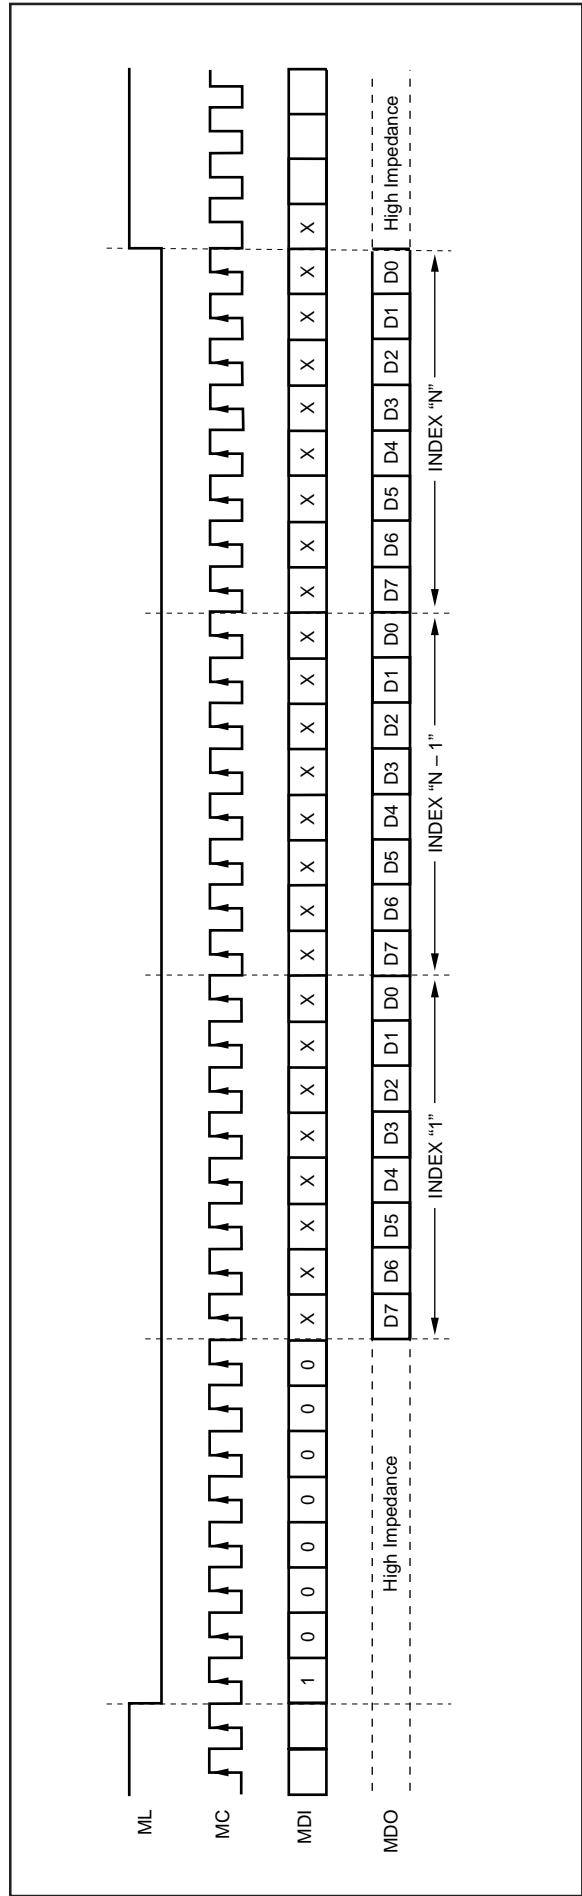 ML
MC
MDI 1 0 0 0 0 0 0 0 X X X X X X X X X X X X X X X X X X X X X X X X X
MDO High Impedance D7 D6 D5 D4 D3 D2 D1 D0 D7 D6 D5 D4 D3 D2 D1 D0 D7 D6 D5 D4 D3 D2 D1 D0 High Impedance
INDEX “1” INDEX “N – 1” INDEX “N”